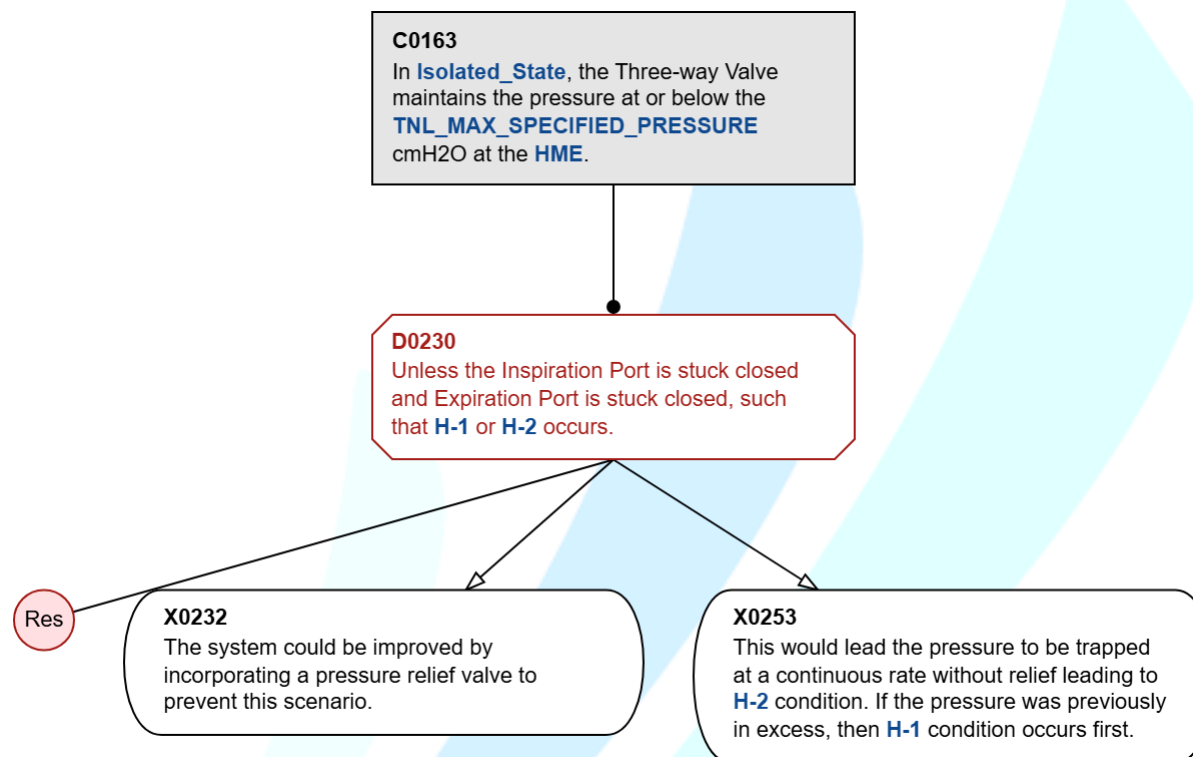 C0163
In Isolated_State, the Three-way Valve
maintains the pressure at or below the
TNL_MAX_SPECIFIED_PRESSURE
cmH2O at the HME.
D0230
Unless the Inspiration Port is stuck closed
and Expiration Port is stuck closed, such
that H-1 or H-2 occurs.
Res
X0232
The system could be improved by
incorporating a pressure relief valve to
prevent this scenario.
X0253
This would lead the pressure to be trapped
at a continuous rate without relief leading to
H-2 condition. If the pressure was previously
in excess, then H-1 condition occurs first.